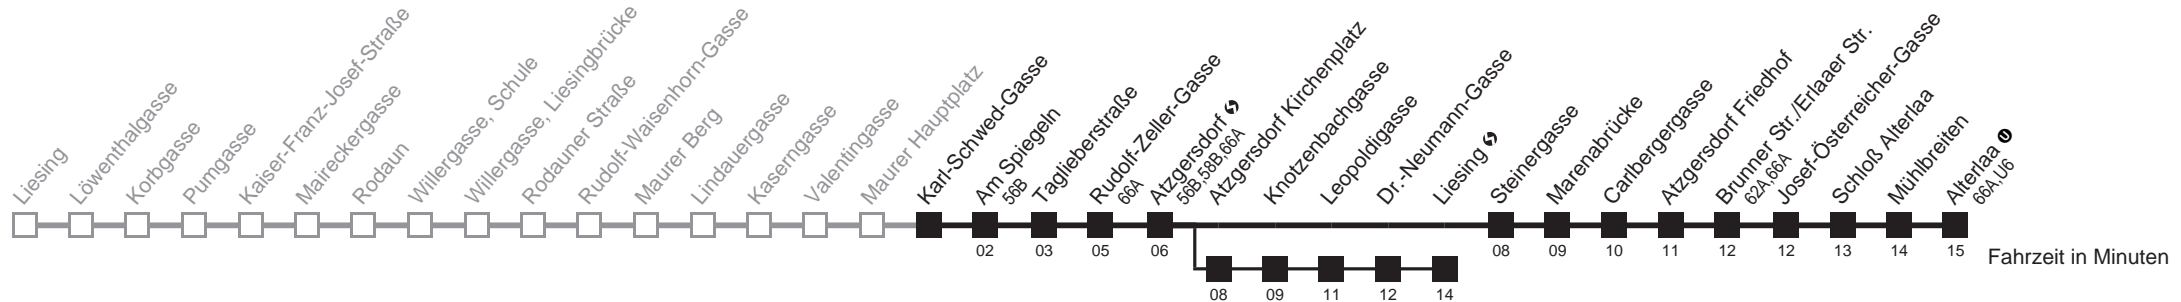 Liesing
Löwenthalgasse
Korbgasse
Pumgasse
Kaiser-Franz-Josef-Straße
Maireckergasse
Rodaun
Willergasse, Schule
Willergasse, Liesingbrücke
Rodauner Straße
Rudolf-Waisenhorn-Gasse
Maurer Berg
Lindauergasse
Kaserngasse
Valentingasse
Maurer Hauptplatz
Karl-Schwed-Gasse
Am Spiegeln
56B
Taglieberstraße
Rudolf-Zeller-Gasse
66A
Atzgersdorf
56B,58B,66A
Atzgersdorf Kirchenplatz
Knotzenbachgasse
Leopoldigasse
Dr.-Neumann-Gasse
Liesing
Steinergasse
Marenabrücke
Carlbergergasse
Atzgersdorf Friedhof
Brunner Str./Erlaaer Str.
62A,66A
Josef-Österreicher-Gasse
Schloß Alterlaa
Mühlbreiten
Alterlaa U
66A,U6
02 03 05 06 08 09 10 11 12 12 13 14 15
Fahrzeit in Minuten
08 09 11 12 14